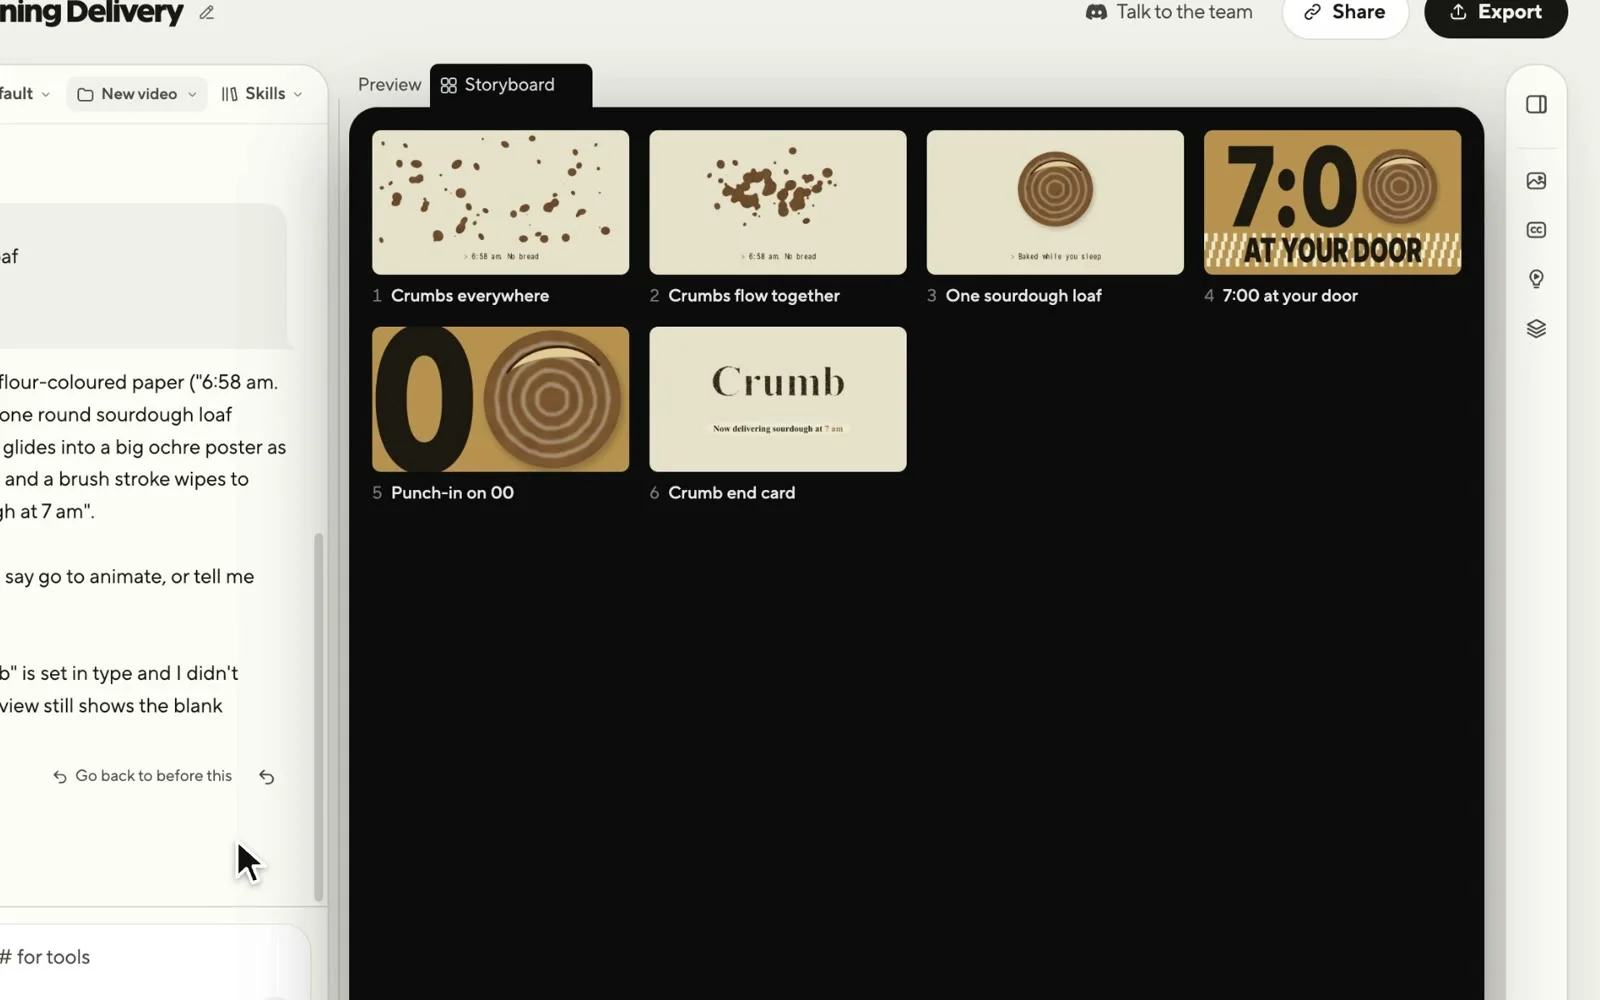 ning Delivery
Talk to the team
Share
Export
fault
New video
Skills
Preview
Storyboard
af
flour-coloured paper ("6:58 am.
one round sourdough loaf
glides into a big ochre poster as
and a brush stroke wipes to
gh at 7 am".
say go to animate, or tell me
b" is set in type and I didn't
view still shows the blank
Go back to before this
# for tools
> 6:58 am. No bread
1 Crumbs everywhere
> 6:58 am. No bread
2 Crumbs flow together
> Baked while you sleep
3 One sourdough loaf
7:0
AT YOUR DOOR
4 7:00 at your door
0
5 Punch-in on 00
Crumb
Now delivering sourdough at 7 am
6 Crumb end card
CC